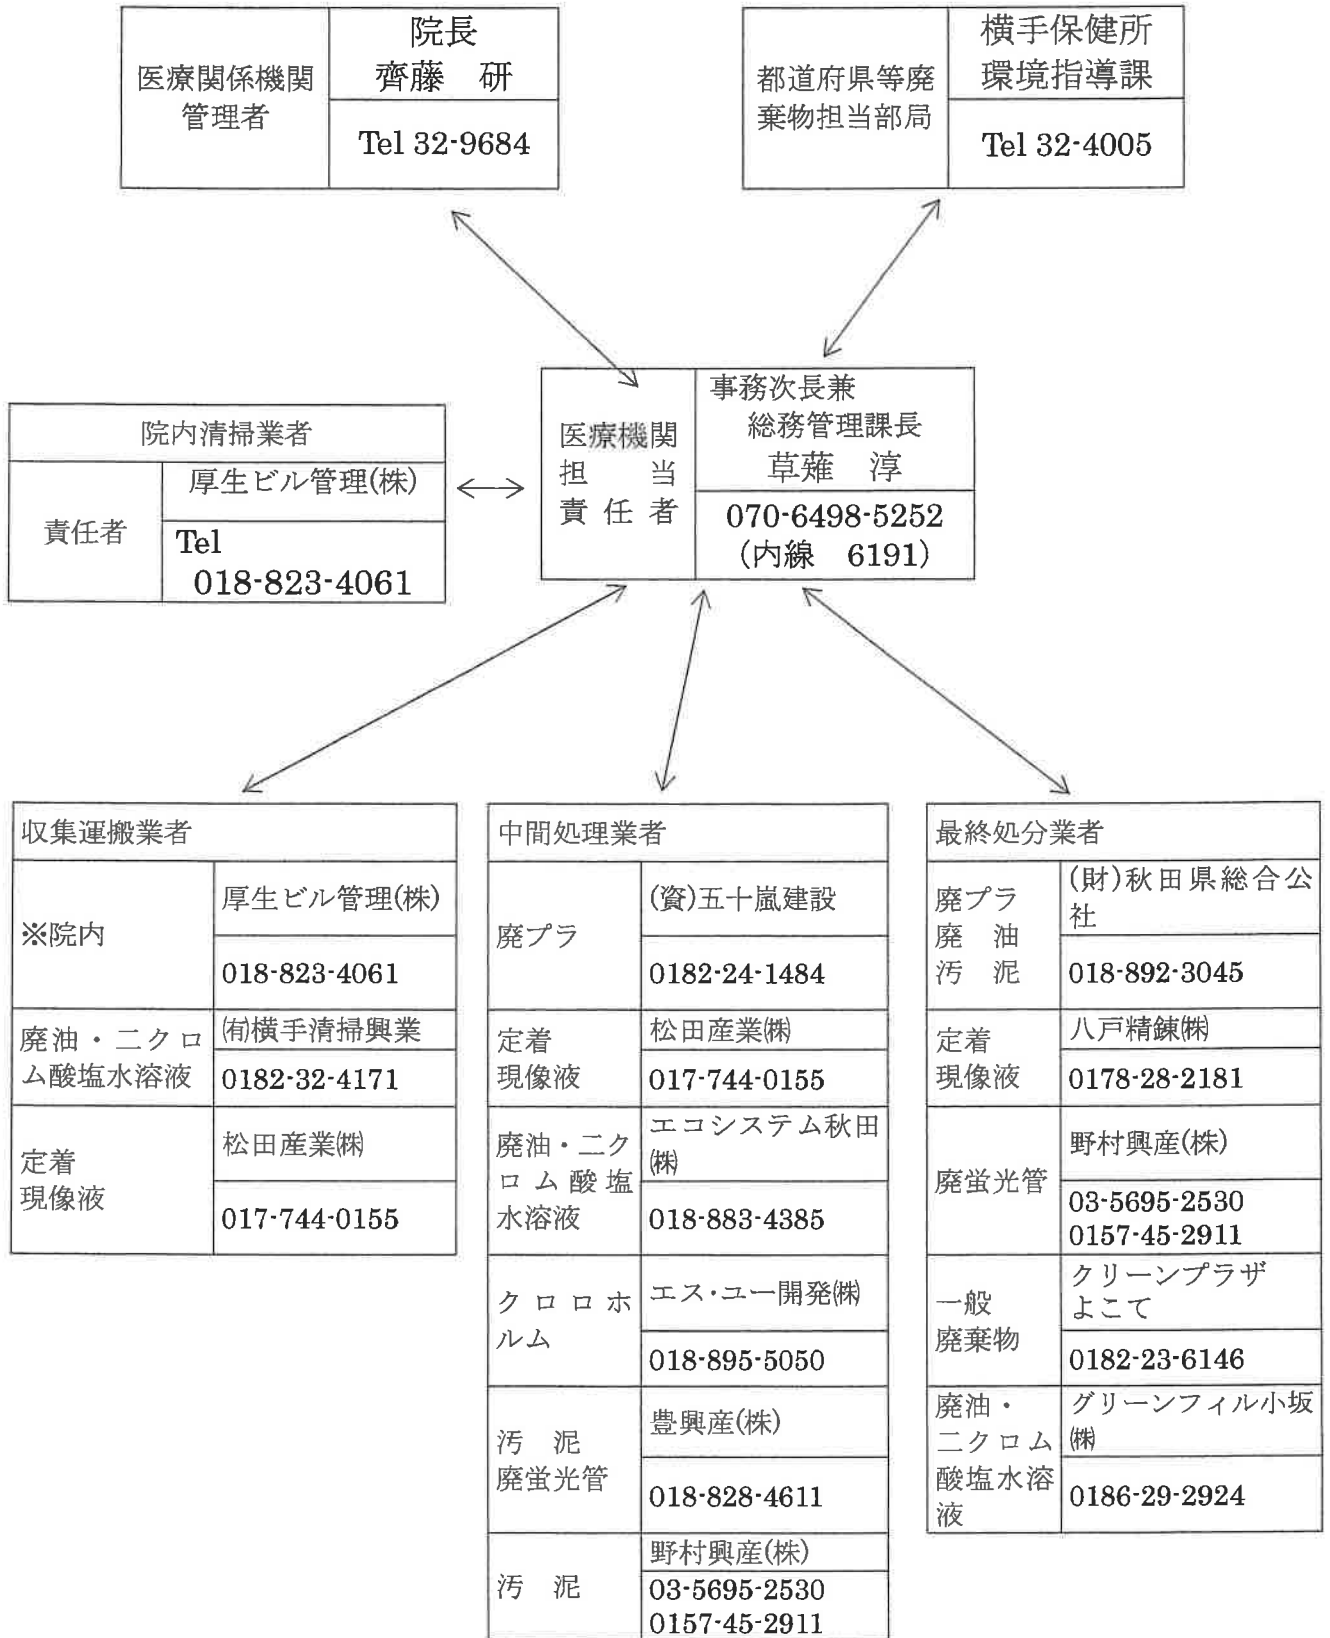 医療関係機関
管理者
院長
齊藤　研
Tel 32-9684
都道府県等廃
棄物担当部局
横手保健所
環境指導課
Tel 32-4005
院内清掃業者
責任者
厚生ビル管理(株)
Tel
018-823-4061
医療機関
担　当
責任者
事務次長兼
総務管理課長
草薙　淳
070-6498-5252
(内線　6191)
収集運搬業者
※院内
厚生ビル管理(株)
018-823-4061
廃油・二クロ
ム酸塩水溶液
㈲横手清掃興業
0182-32-4171
定着
現像液
松田産業㈱
017-744-0155
中間処理業者
廃プラ
(資)五十嵐建設
0182-24-1484
定着
現像液
松田産業㈱
017-744-0155
廃油・二ク
ロム酸塩
水溶液
エコシステム秋田
㈱
018-883-4385
クロロホ
ルム
エス・ユー開発㈱
018-895-5050
汚　泥
廃蛍光管
豊興産(株)
018-828-4611
汚　泥
野村興産(株)
03-5695-2530
0157-45-2911
最終処分業者
廃プラ
廃　油
汚　泥
(財)秋田県総合公
社
018-892-3045
定着
現像液
八戸精錬㈱
0178-28-2181
廃蛍光管
野村興産(株)
03-5695-2530
0157-45-2911
一般
廃棄物
クリーンプラザ
よこて
0182-23-6146
廃油・
二クロム
酸塩水溶
液
グリーンフィル小坂
㈱
0186-29-2924